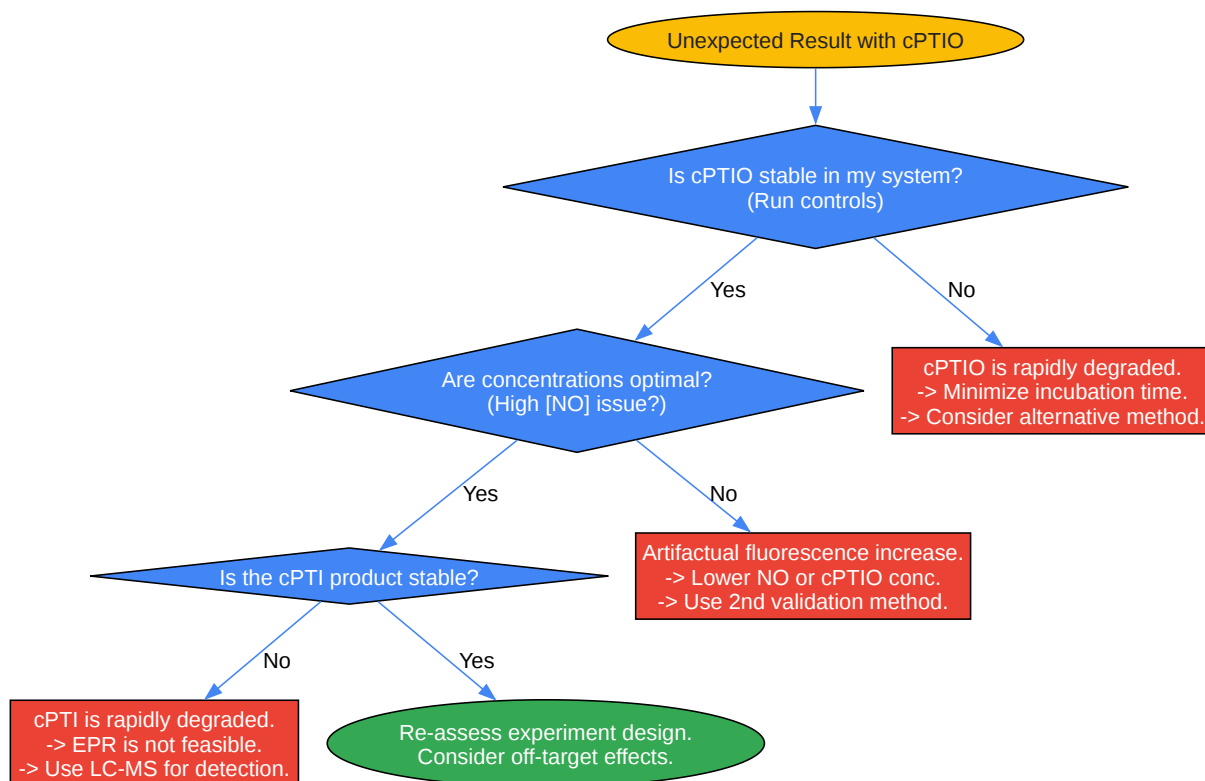 Unexpected Result with cPTIO
Is cPTIO stable in my system?
(Run controls)
Yes
No
Are concentrations optimal?
(High [NO] issue?)
cPTIO is rapidly degraded.
-> Minimize incubation time.
-> Consider alternative method.
Yes
No
Is the cPTI product stable?
Artifactual fluorescence increase.
-> Lower NO or cPTIO conc.
-> Use 2nd validation method.
No
Yes
cPTI is rapidly degraded.
-> EPR is not feasible.
-> Use LC-MS for detection.
Re-assess experiment design.
Consider off-target effects.